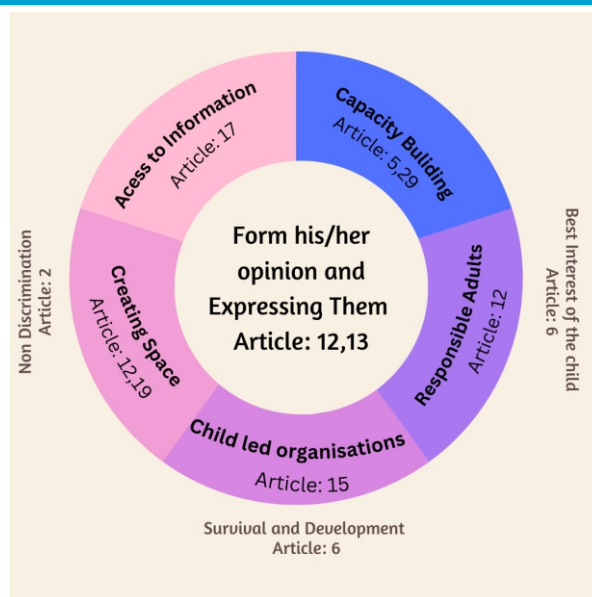 Acess to Information
Article: 17
Capacity Buliding
Article: 5,29
Form his/her
opinion and
Expressing Them
Article: 12,13
Non Discrimination
Article: 2
Creating Space
Article: 12,19
Responsible Adults
Article: 12
Best Interest of the child
Article: 6
Child led organisations
Article: 15
Survival and Development
Article: 6